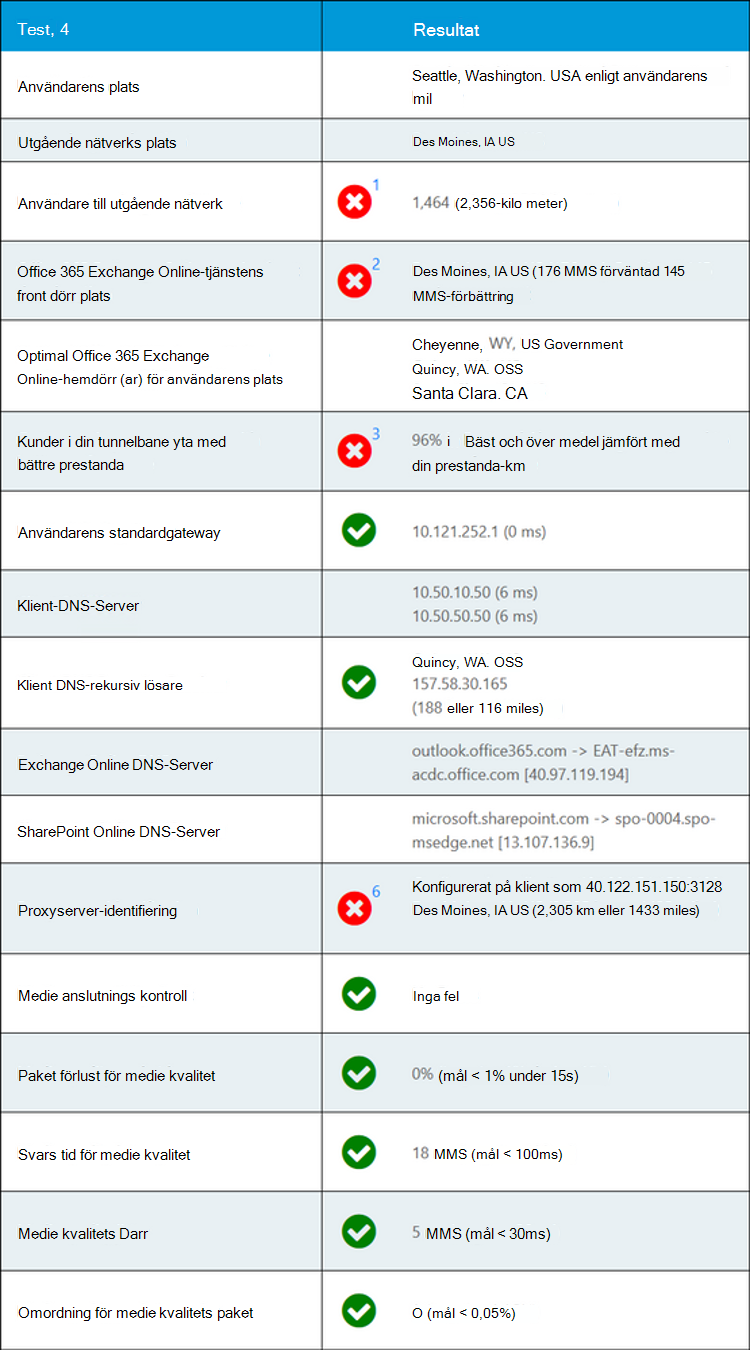 Test, 4 Resultat
Användarens plats
Seattle, Washington. USA enligt användarens
mil
Utgående nätverks plats
Des Moines, IA US
Användare till utgående nätverk
1
1,464 (2,356-kilo meter)
Office 365 Exchange Online-tjänstens
front dörr plats
2
Des Moines, IA US (176 MMS förväntad 145
MMS-förbättring
Optimal Office 365 Exchange
Online-hemdörr (ar) för användarens plats
Cheyenne, WY, US Government
Quincy, WA. OSS
Santa Clara. CA
Kunder i din tunnelbane yta med
bättre prestanda
3
96% i Bäst och över medel jämfört med
din prestanda-km
Användarens standardgateway
10.121.252.1 (0 ms)
Klient-DNS-Server
10.50.10.50 (6 ms)
10.50.50.50 (6 ms)
Klient DNS-rekursiv lösare
Quincy, WA. OSS
157.58.30.165
(188 eller 116 miles)
Exchange Online DNS-Server
outlook.office365.com -> EAT-efz.ms-
acdc.office.com [40.97.119.194]
SharePoint Online DNS-Server
microsoft.sharepoint.com -> spo-0004.spo-
msedge.net [13.107.136.9]
Proxyserver-identifiering
6
Konfigurerat på klient som 40.122.151.150:3128
Des Moines, IA US (2,305 km eller 1433 miles)
Medie anslutnings kontroll
Inga fel
Paket förlust för medie kvalitet
0% (mål < 1% under 15s)
Svars tid för medie kvalitet
18 MMS (mål < 100ms)
Medie kvalitets Darr
5 MMS (mål < 30ms)
Omordning för medie kvalitets paket
O (mål < 0,05%)